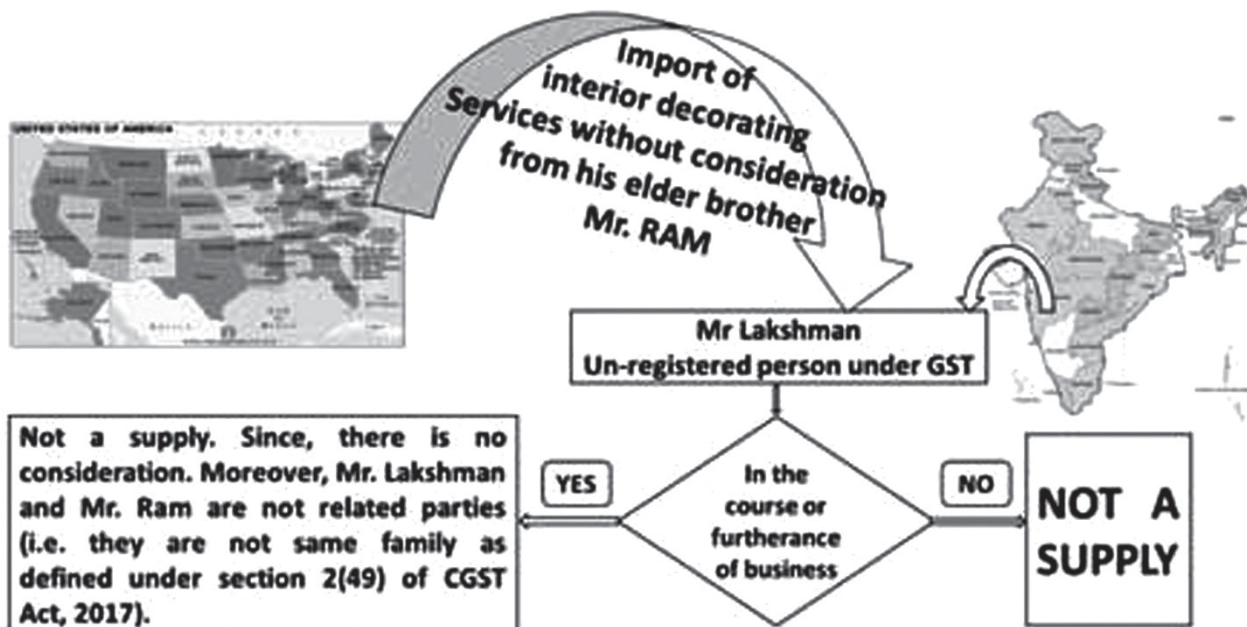 UNITED STATES OF AMERICA
Import of
interior decorating
Services without consideration
from his elder brother
Mr. RAM
Mr Lakshman
Un-registered person under GST
Not a supply. Since, there is no
consideration. Moreover, Mr. Lakshman
and Mr. Ram are not related parties
(i.e. they are not same family as
defined under section 2(49) of CGST
Act, 2017).
YES
In the
course or
furtherance
of business
NO
NOT A
SUPPLY